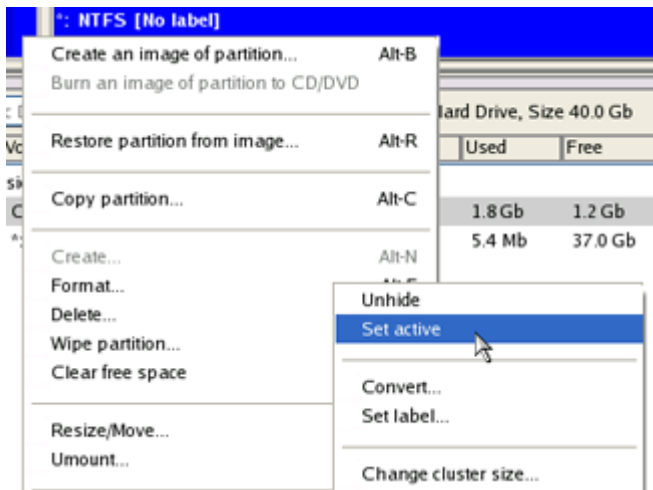 *: NTFS [No label]
Create an image of partition... Alt-B
Burn an image of partition to CD/DVD
Hard Drive, Size 40.0 Gb
Restore partition from image... Alt-R
Used Free
Copy partition... Alt-C
1.8 Gb 1.2 Gb
5.4 Mb 37.0 Gb
Create... Alt-N
Format...
Delete...
Wipe partition...
Clear free space
Resize/Move...
Umount...
Unhide
Set active
Convert...
Set label...
Change cluster size...